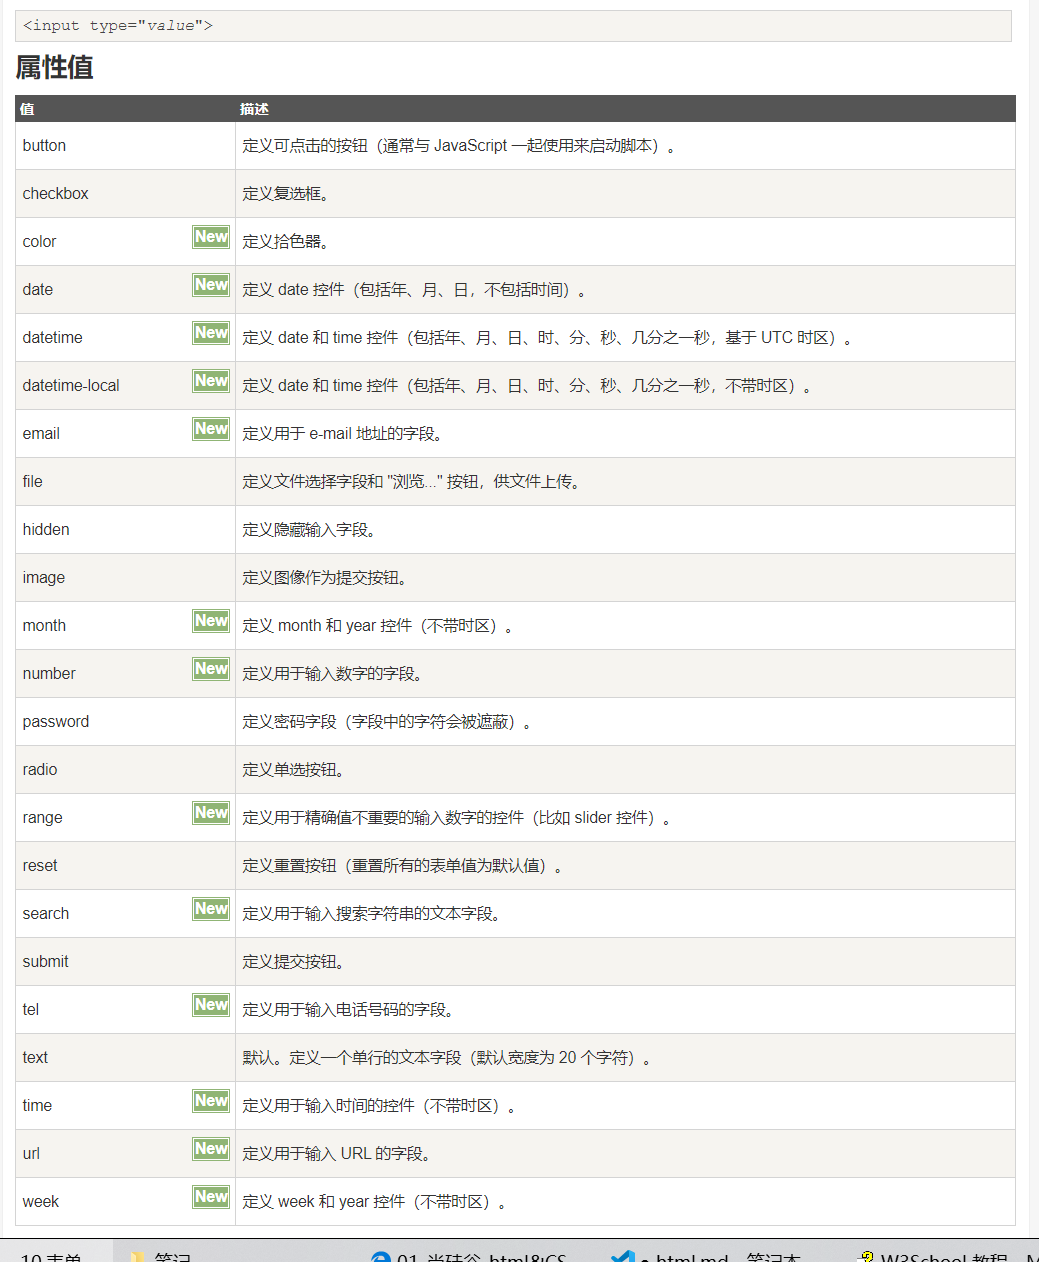 <input type="value">
属性值
值 描述
button 定义可点击的按钮（通常与 JavaScript 一起使用来启动脚本）。
checkbox 定义复选框。
color New 定义拾色器。
date New 定义 date 控件（包括年、月、日，不包括时间）。
datetime New 定义 date 和 time 控件（包括年、月、日、时、分、秒、几分之一秒，基于 UTC 时区）。
datetime-local New 定义 date 和 time 控件（包括年、月、日、时、分、秒、几分之一秒，不带时区）。
email New 定义用于 e-mail 地址的字段。
file 定义文件选择字段和 "浏览..." 按钮，供文件上传。
hidden 定义隐藏输入字段。
image 定义图像作为提交按钮。
month New 定义 month 和 year 控件（不带时区）。
number New 定义用于输入数字的字段。
password 定义密码字段（字段中的字符会被遮蔽）。
radio 定义单选按钮。
range New 定义用于精确值不重要的输入数字的控件（比如 slider 控件）。
reset 定义重置按钮（重置所有的表单值为默认值）。
search New 定义用于输入搜索字符串的文本字段。
submit 定义提交按钮。
tel New 定义用于输入电话号码的字段。
text 默认。定义一个单行的文本字段（默认宽度为 20 个字符）。
time New 定义用于输入时间的控件（不带时区）。
url New 定义用于输入 URL 的字段。
week New 定义 week 和 year 控件（不带时区）。
10 表单 笔记 01_尚硅谷_html&CS ● html.md - 笔记本 W3School 教程 - M